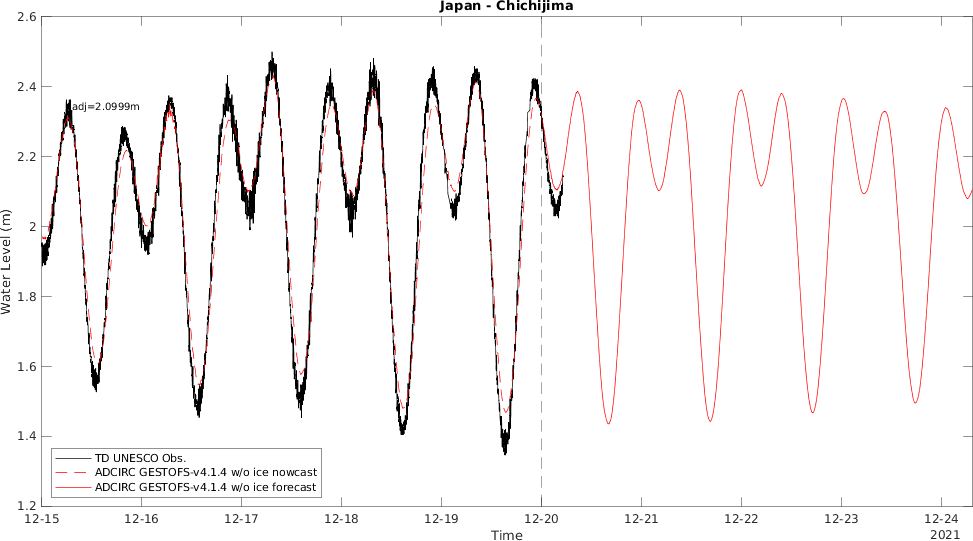 Japan - Chichijima
2.6
2.4
2.2
2
1.8
1.6
1.4
1.2
Water Level (m)
adj=2.0999m
TD UNESCO Obs.
ADCIRC GESTOFS-v4.1.4 w/o ice nowcast
ADCIRC GESTOFS-v4.1.4 w/o ice forecast
12-15 12-16 12-17 12-18 12-19 12-20 12-21 12-22 12-23 12-24
Time
2021